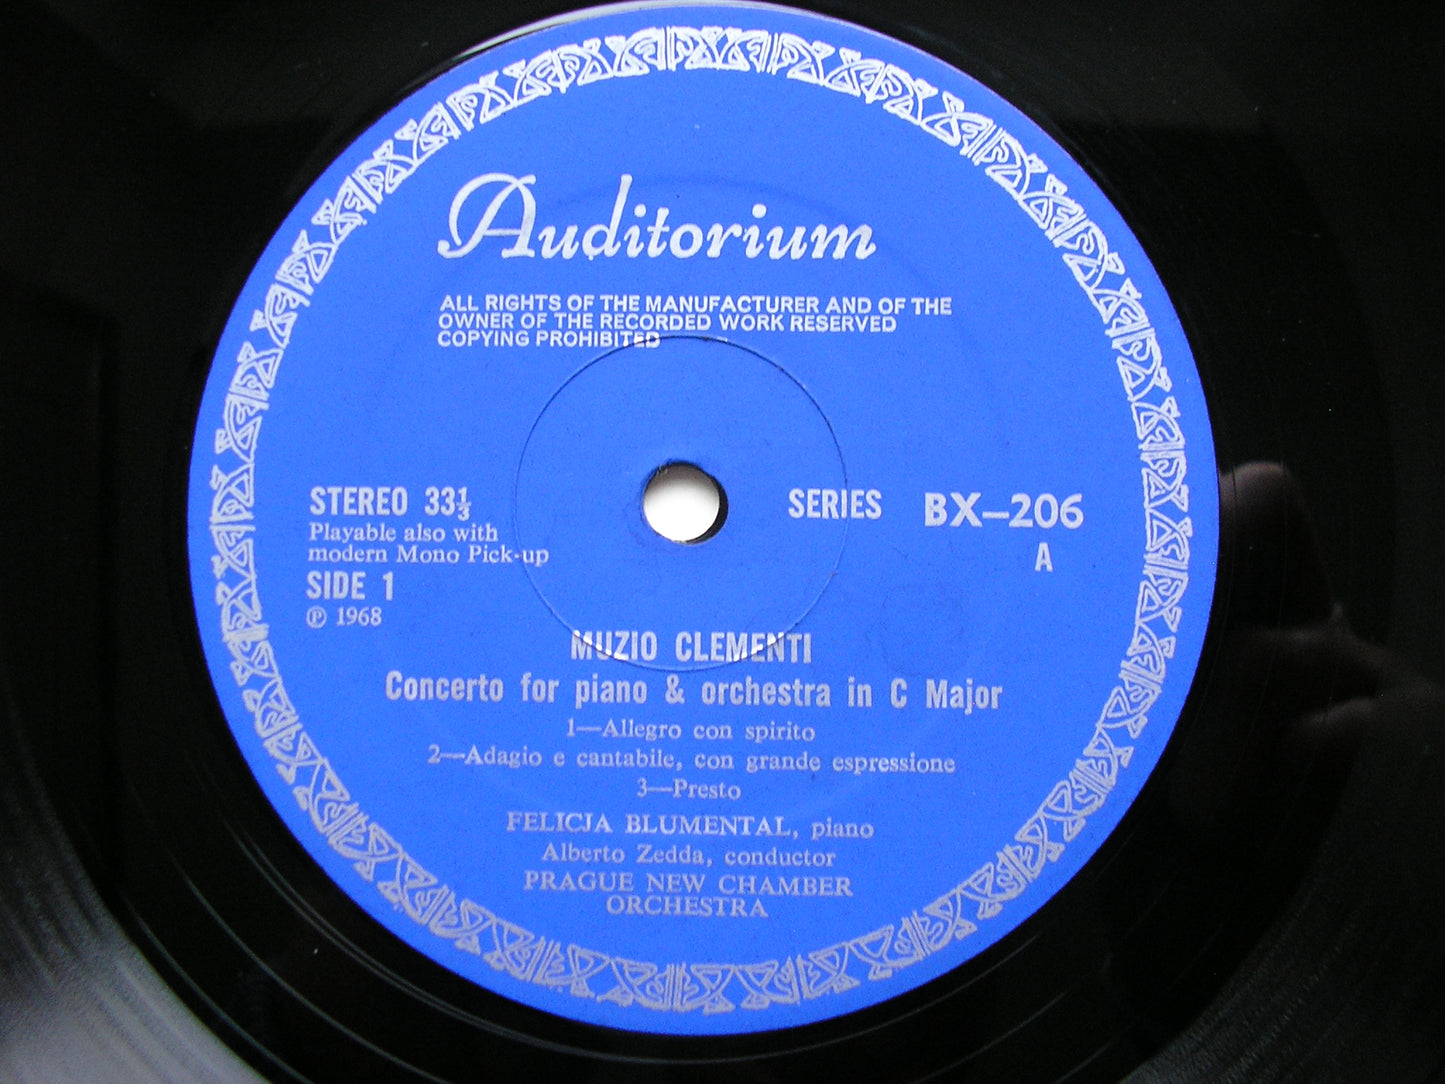 Auditorium
ALL RIGHTS OF THE MANUFACTURER AND OF THE
OWNER OF THE RECORDED WORK RESERVED
COPYING PROHIBITED
STEREO 33⅓
Playable also with
modern Mono Pick-up
SIDE 1
℗ 1968
SERIES BX—206
A
MUZIO CLEMENTI
Concerto for piano & orchestra in C Major
1—Allegro con spirito
2—Adagio e cantabile, con grande espressione
3—Presto
FELICJA BLUMENTAL, piano
Alberto Zedda, conductor
PRAGUE NEW CHAMBER
ORCHESTRA